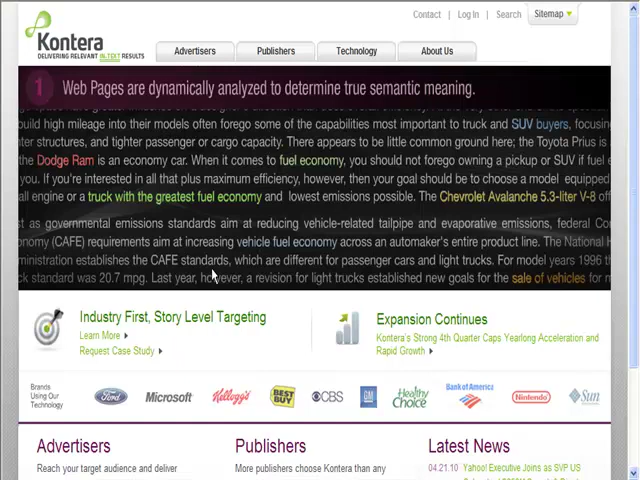 Contact | Log In | Search | Sitemap
Kontera
DELIVERING RELEVANT IN-TEXT RESULTS
Advertisers Publishers Technology About Us
1 Web Pages are dynamically analyzed to determine true semantic meaning.
build high mileage into their models often forego some of the capabilities most important to truck and SUV buyers, focusing
ter structures, and tighter passenger or cargo capacity. There appears to be little common ground here; the Toyota Prius is
the Dodge Ram is an economy car. When it comes to fuel economy, you should not forego owning a pickup or SUV if fuel e
you. If you're interested in all that plus maximum efficiency, however, then your goal should be to choose a model equipped
all engine or a truck with the greatest fuel economy and lowest emissions possible. The Chevrolet Avalanche 5.3-liter V-8 off
st as governmental emissions standards aim at reducing vehicle-related tailpipe and evaporative emissions, federal Co
onomy (CAFE) requirements aim at increasing vehicle fuel economy across an automaker's entire product line. The National H
ministration establishes the CAFE standards, which are different for passenger cars and light trucks. For model years 1996 th
ck standard was 20.7 mpg. Last year, however, a revision for light trucks established new goals for the sale of vehicles for m
Industry First, Story Level Targeting
Learn More
Request Case Study
Expansion Continues
Kontera's Strong 4th Quarter Caps Yearlong Acceleration and
Rapid Growth
Brands
Using Our
Technology
Ford Microsoft Kellogg's BEST BUY CBS GM Healthy Choice Bank of America Nintendo Sun
Advertisers Publishers Latest News
Reach your target audience and deliver More publishers choose Kontera than any 04.21.10 Yahoo! Executive Joins as SVP US